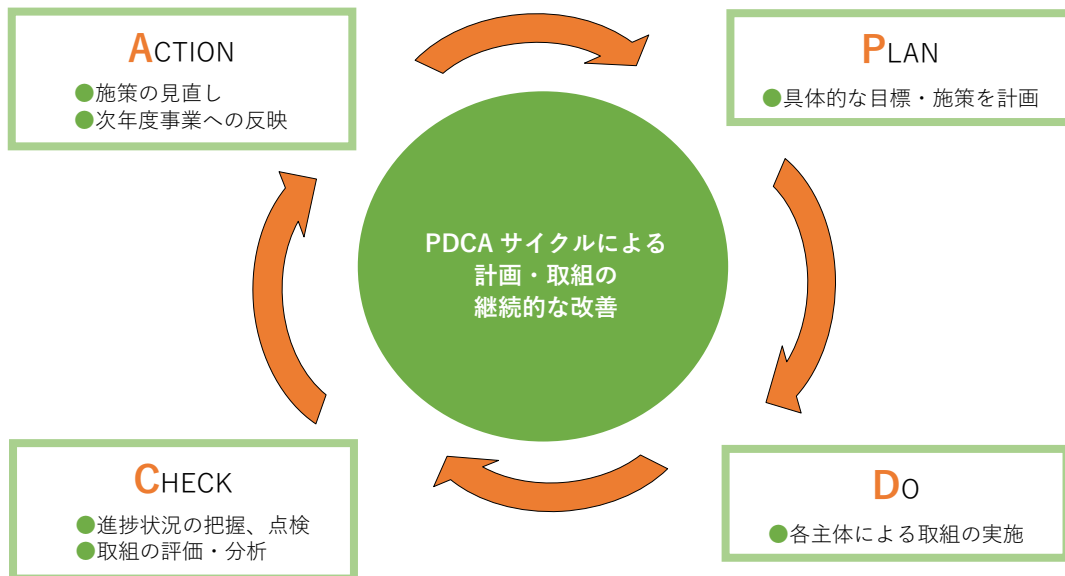 ACTION
●施策の見直し
●次年度事業への反映
PLAN
●具体的な目標・施策を計画
PDCA サイクルによる
計画・取組の
継続的な改善
CHECK
●進捗状況の把握、点検
●取組の評価・分析
DO
●各主体による取組の実施